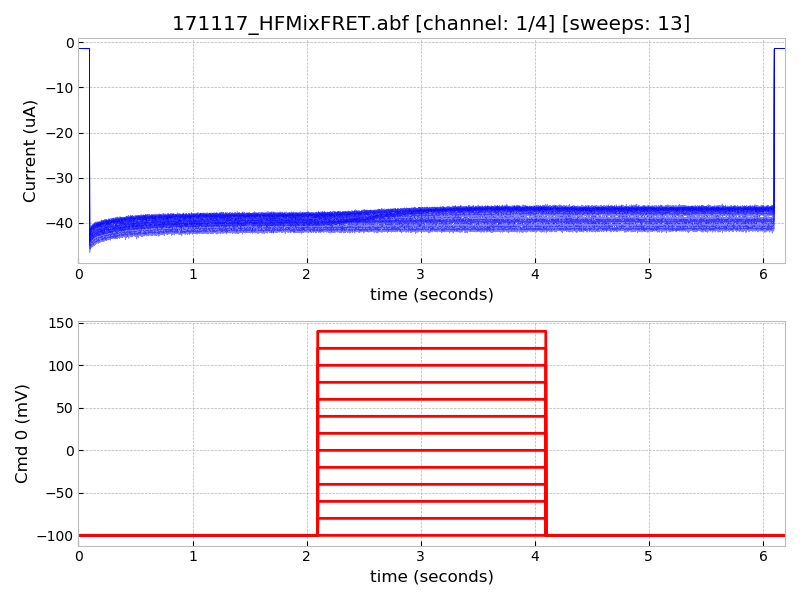 171117_HFMixFRET.abf [channel: 1/4] [sweeps: 13]
Current (uA)
0
−10
−20
−30
−40
0 1 2 3 4 5 6
time (seconds)
Cmd 0 (mV)
150
100
50
0
−50
−100
0 1 2 3 4 5 6
time (seconds)